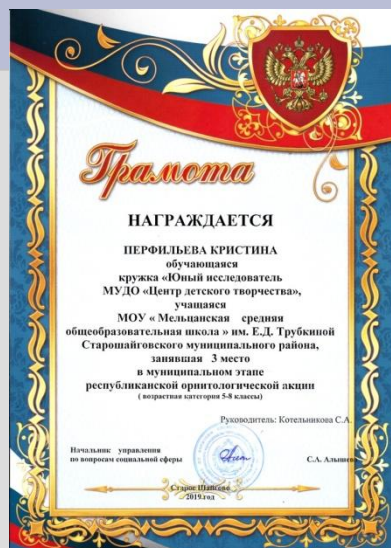 Грамота
НАГРАЖДАЕТСЯ
ПЕРФИЛЬЕВА КРИСТИНА
обучающаяся
кружка «Юный исследователь
МУДО «Центр детского творчества»,
учащаяся
МОУ « Мельцанская средняя
общеобразовательная школа » им. Е.Д. Трубкиной
Старошайговского муниципального района,
занявшая 3 место
в муниципальном этапе
республиканской орнитологической акции
( возрастная категория 5-8 классы)
Руководитель: Котельникова С.А.
Начальник управления
по вопросам социальной сферы
С.А.
Старое Шайгово
2019.год